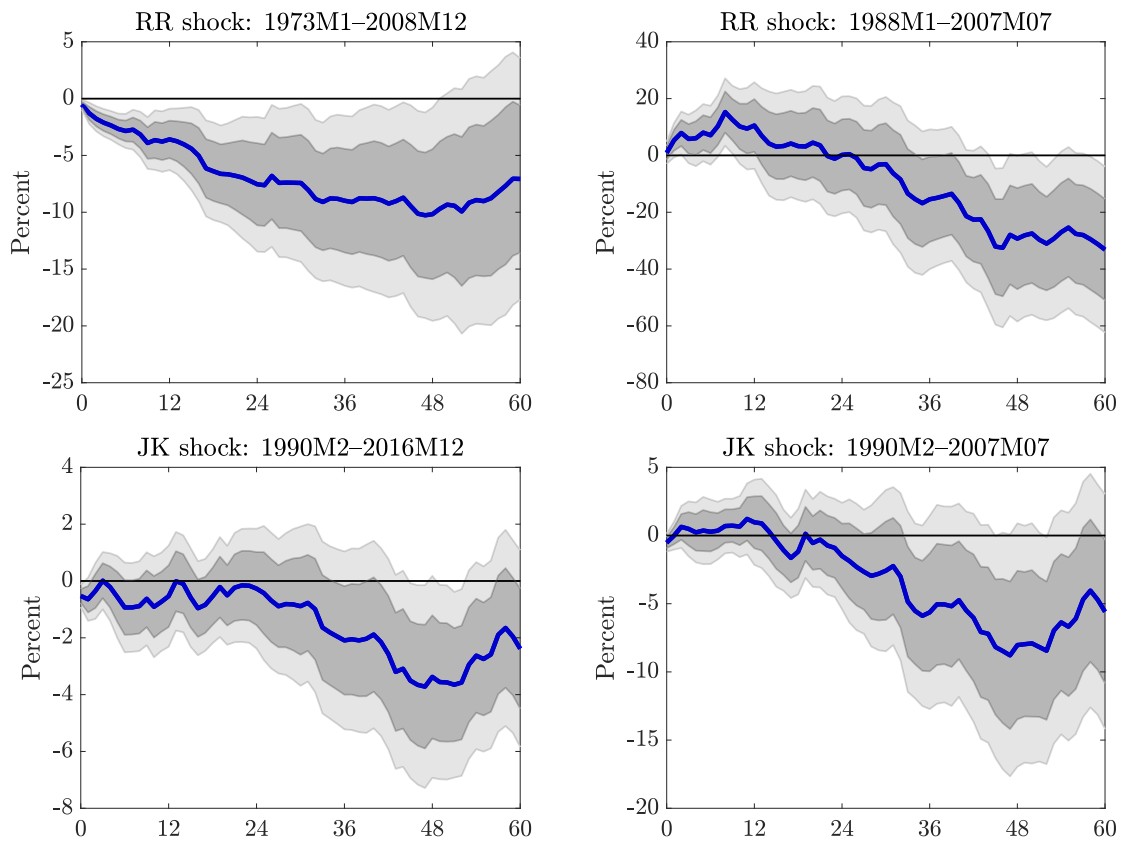 RR shock: 1973M1–2008M12
5
0
-5
-10
-15
-20
-25
Percent
0 12 24 36 48 60
RR shock: 1988M1–2007M07
40
20
0
-20
-40
-60
-80
Percent
0 12 24 36 48 60
JK shock: 1990M2–2016M12
4
2
0
-2
-4
-6
-8
Percent
0 12 24 36 48 60
JK shock: 1990M2–2007M07
5
0
-5
-10
-15
-20
Percent
0 12 24 36 48 60